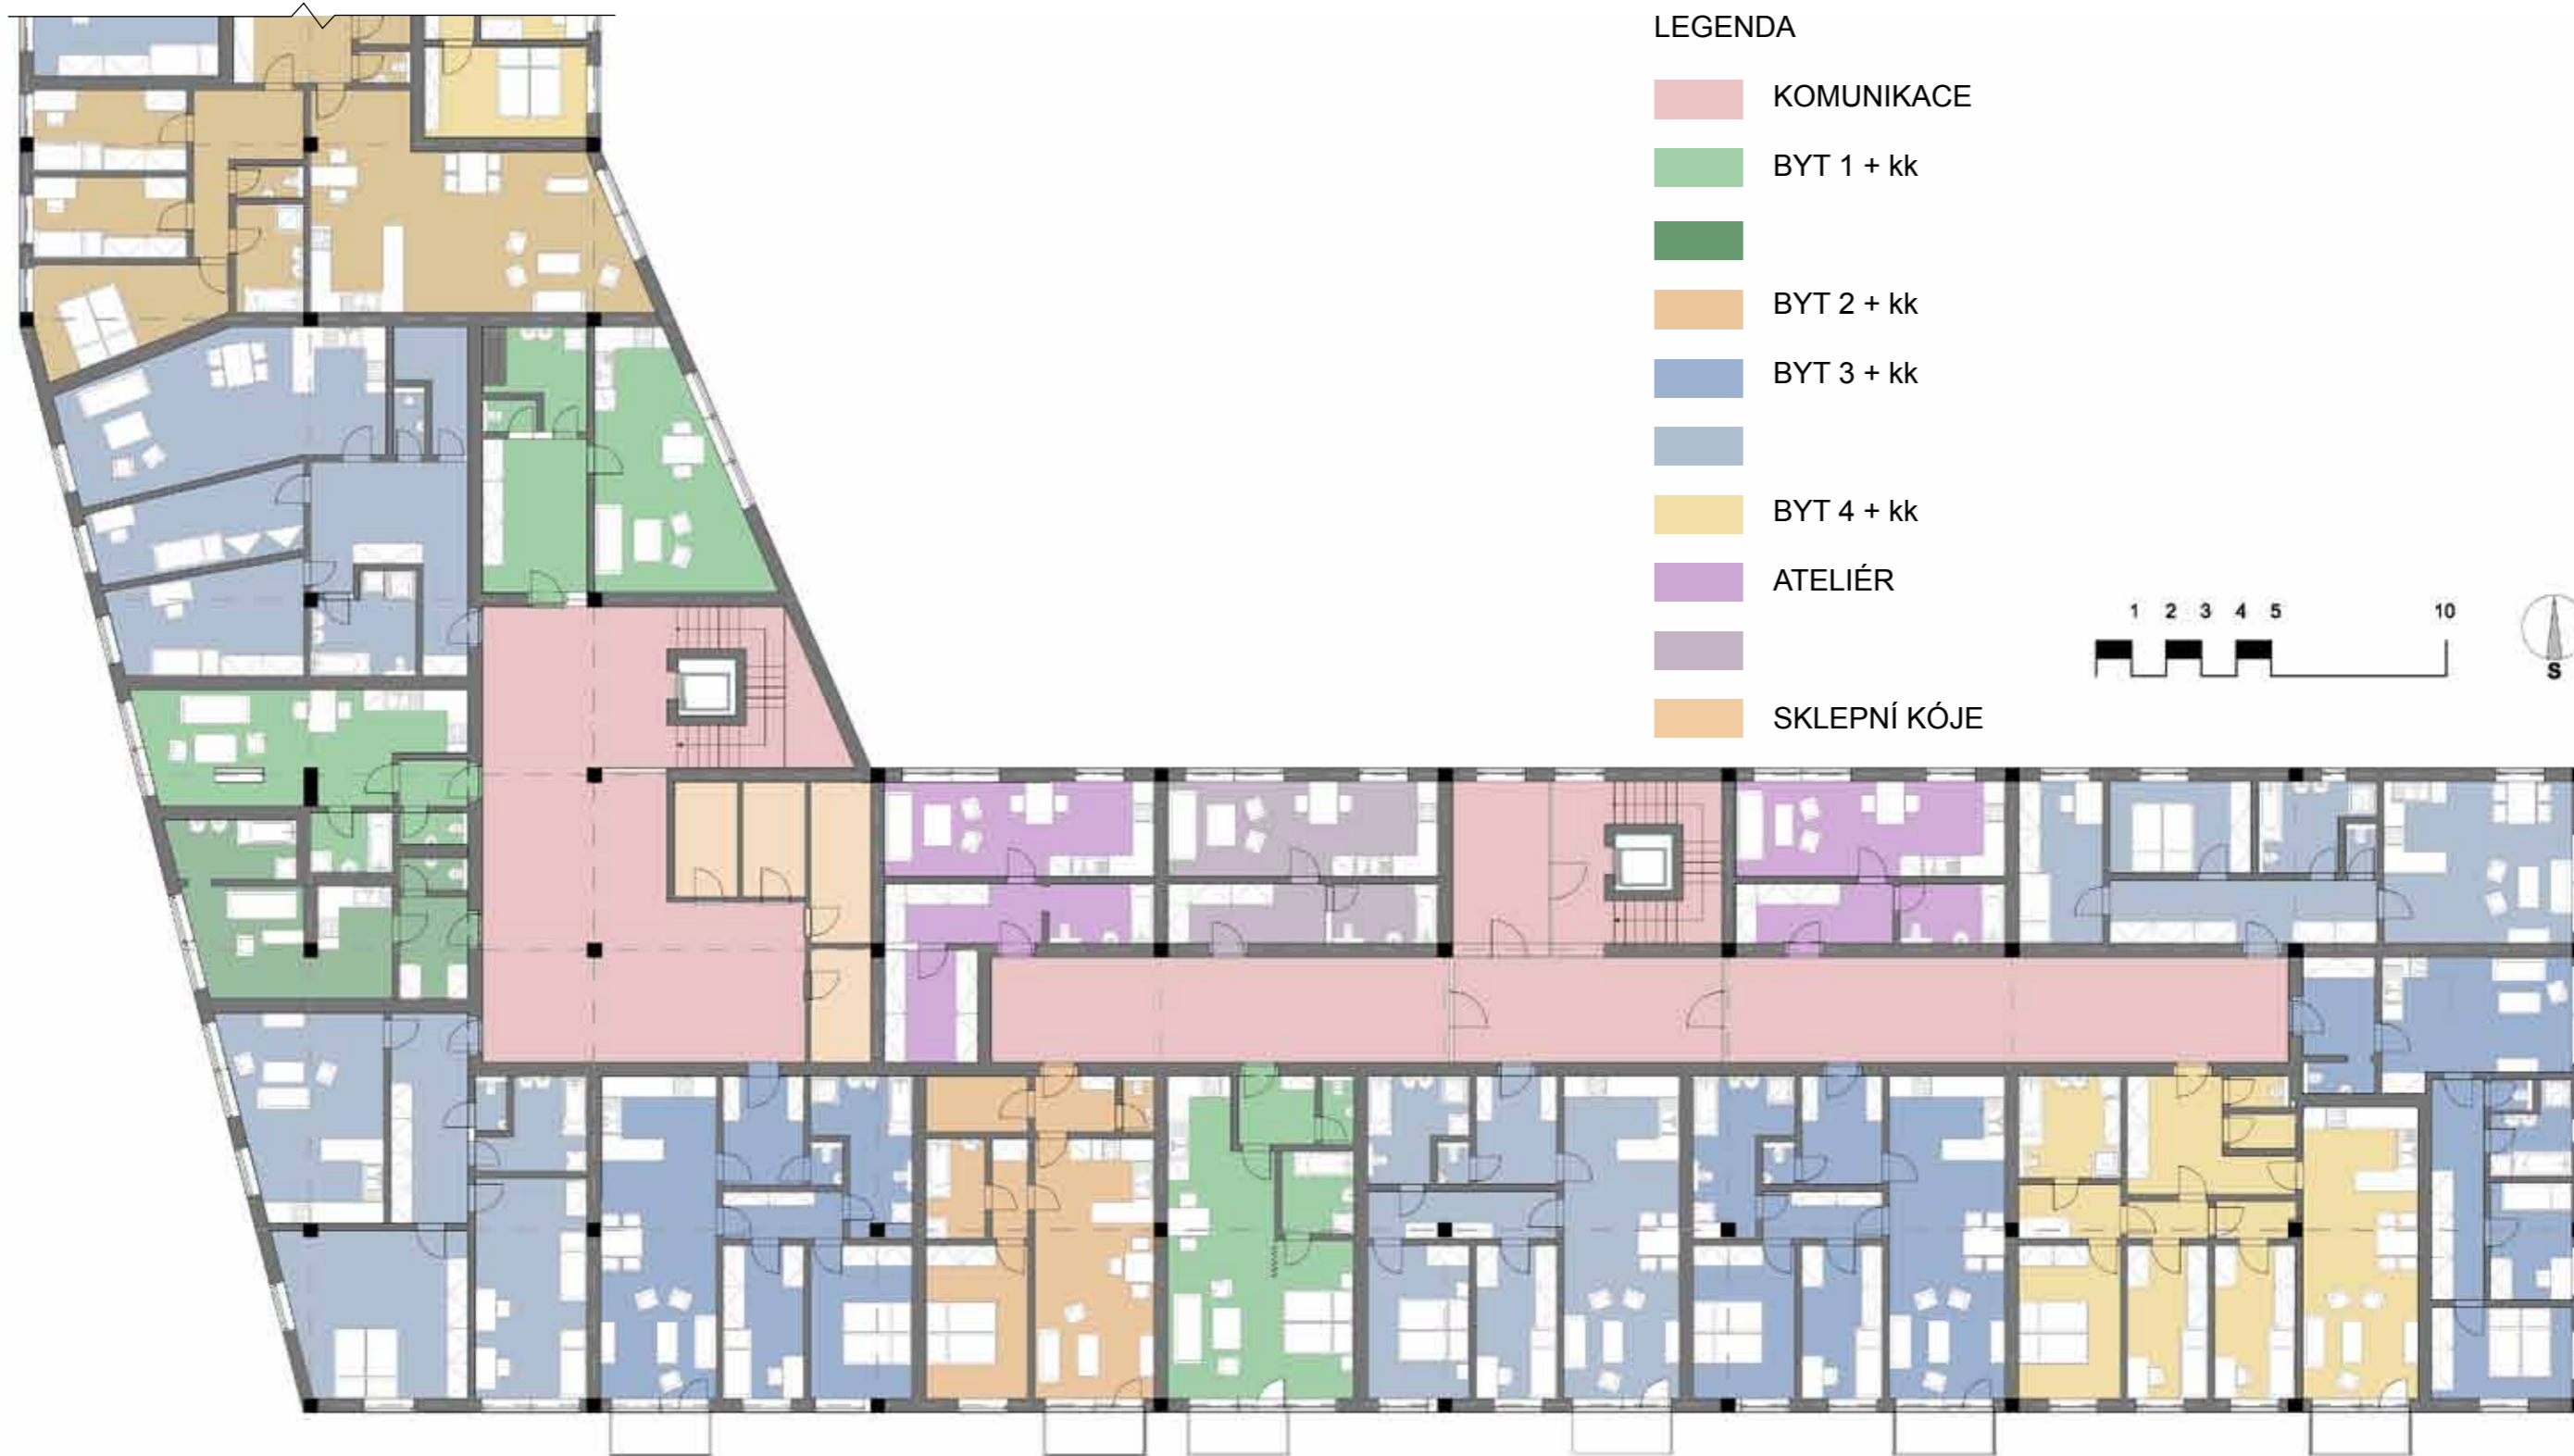 LEGENDA
KOMUNIKACE
BYT 1 + kk
BYT 2 + kk
BYT 3 + kk
BYT 4 + kk
ATELIÉR
SKLEPNÍ KÓJE
1 2 3 4 5 10
S